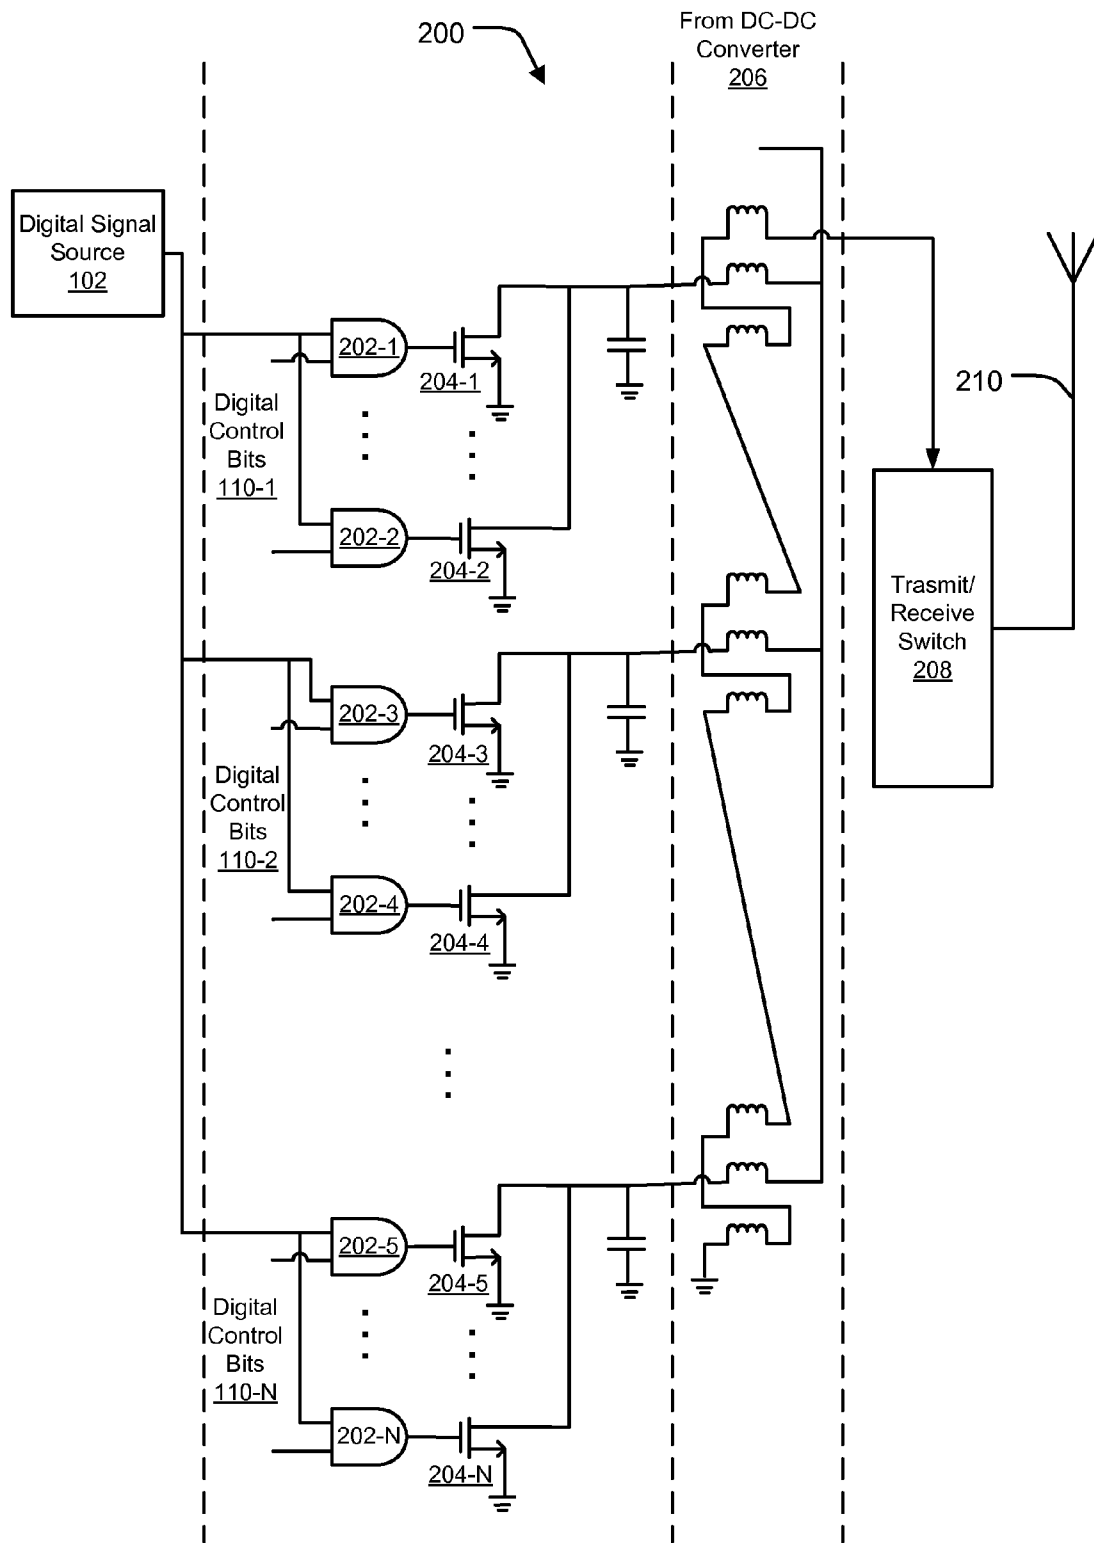 200
From DC-DC
Converter
206
Digital Signal
Source
102
202-1
204-1
Digital
Control
Bits
110-1
202-2
204-2
210
Trasmit/
Receive
Switch
208
202-3
204-3
Digital
Control
Bits
110-2
202-4
204-4
202-5
204-5
Digital
Control
Bits
110-N
202-N
204-N